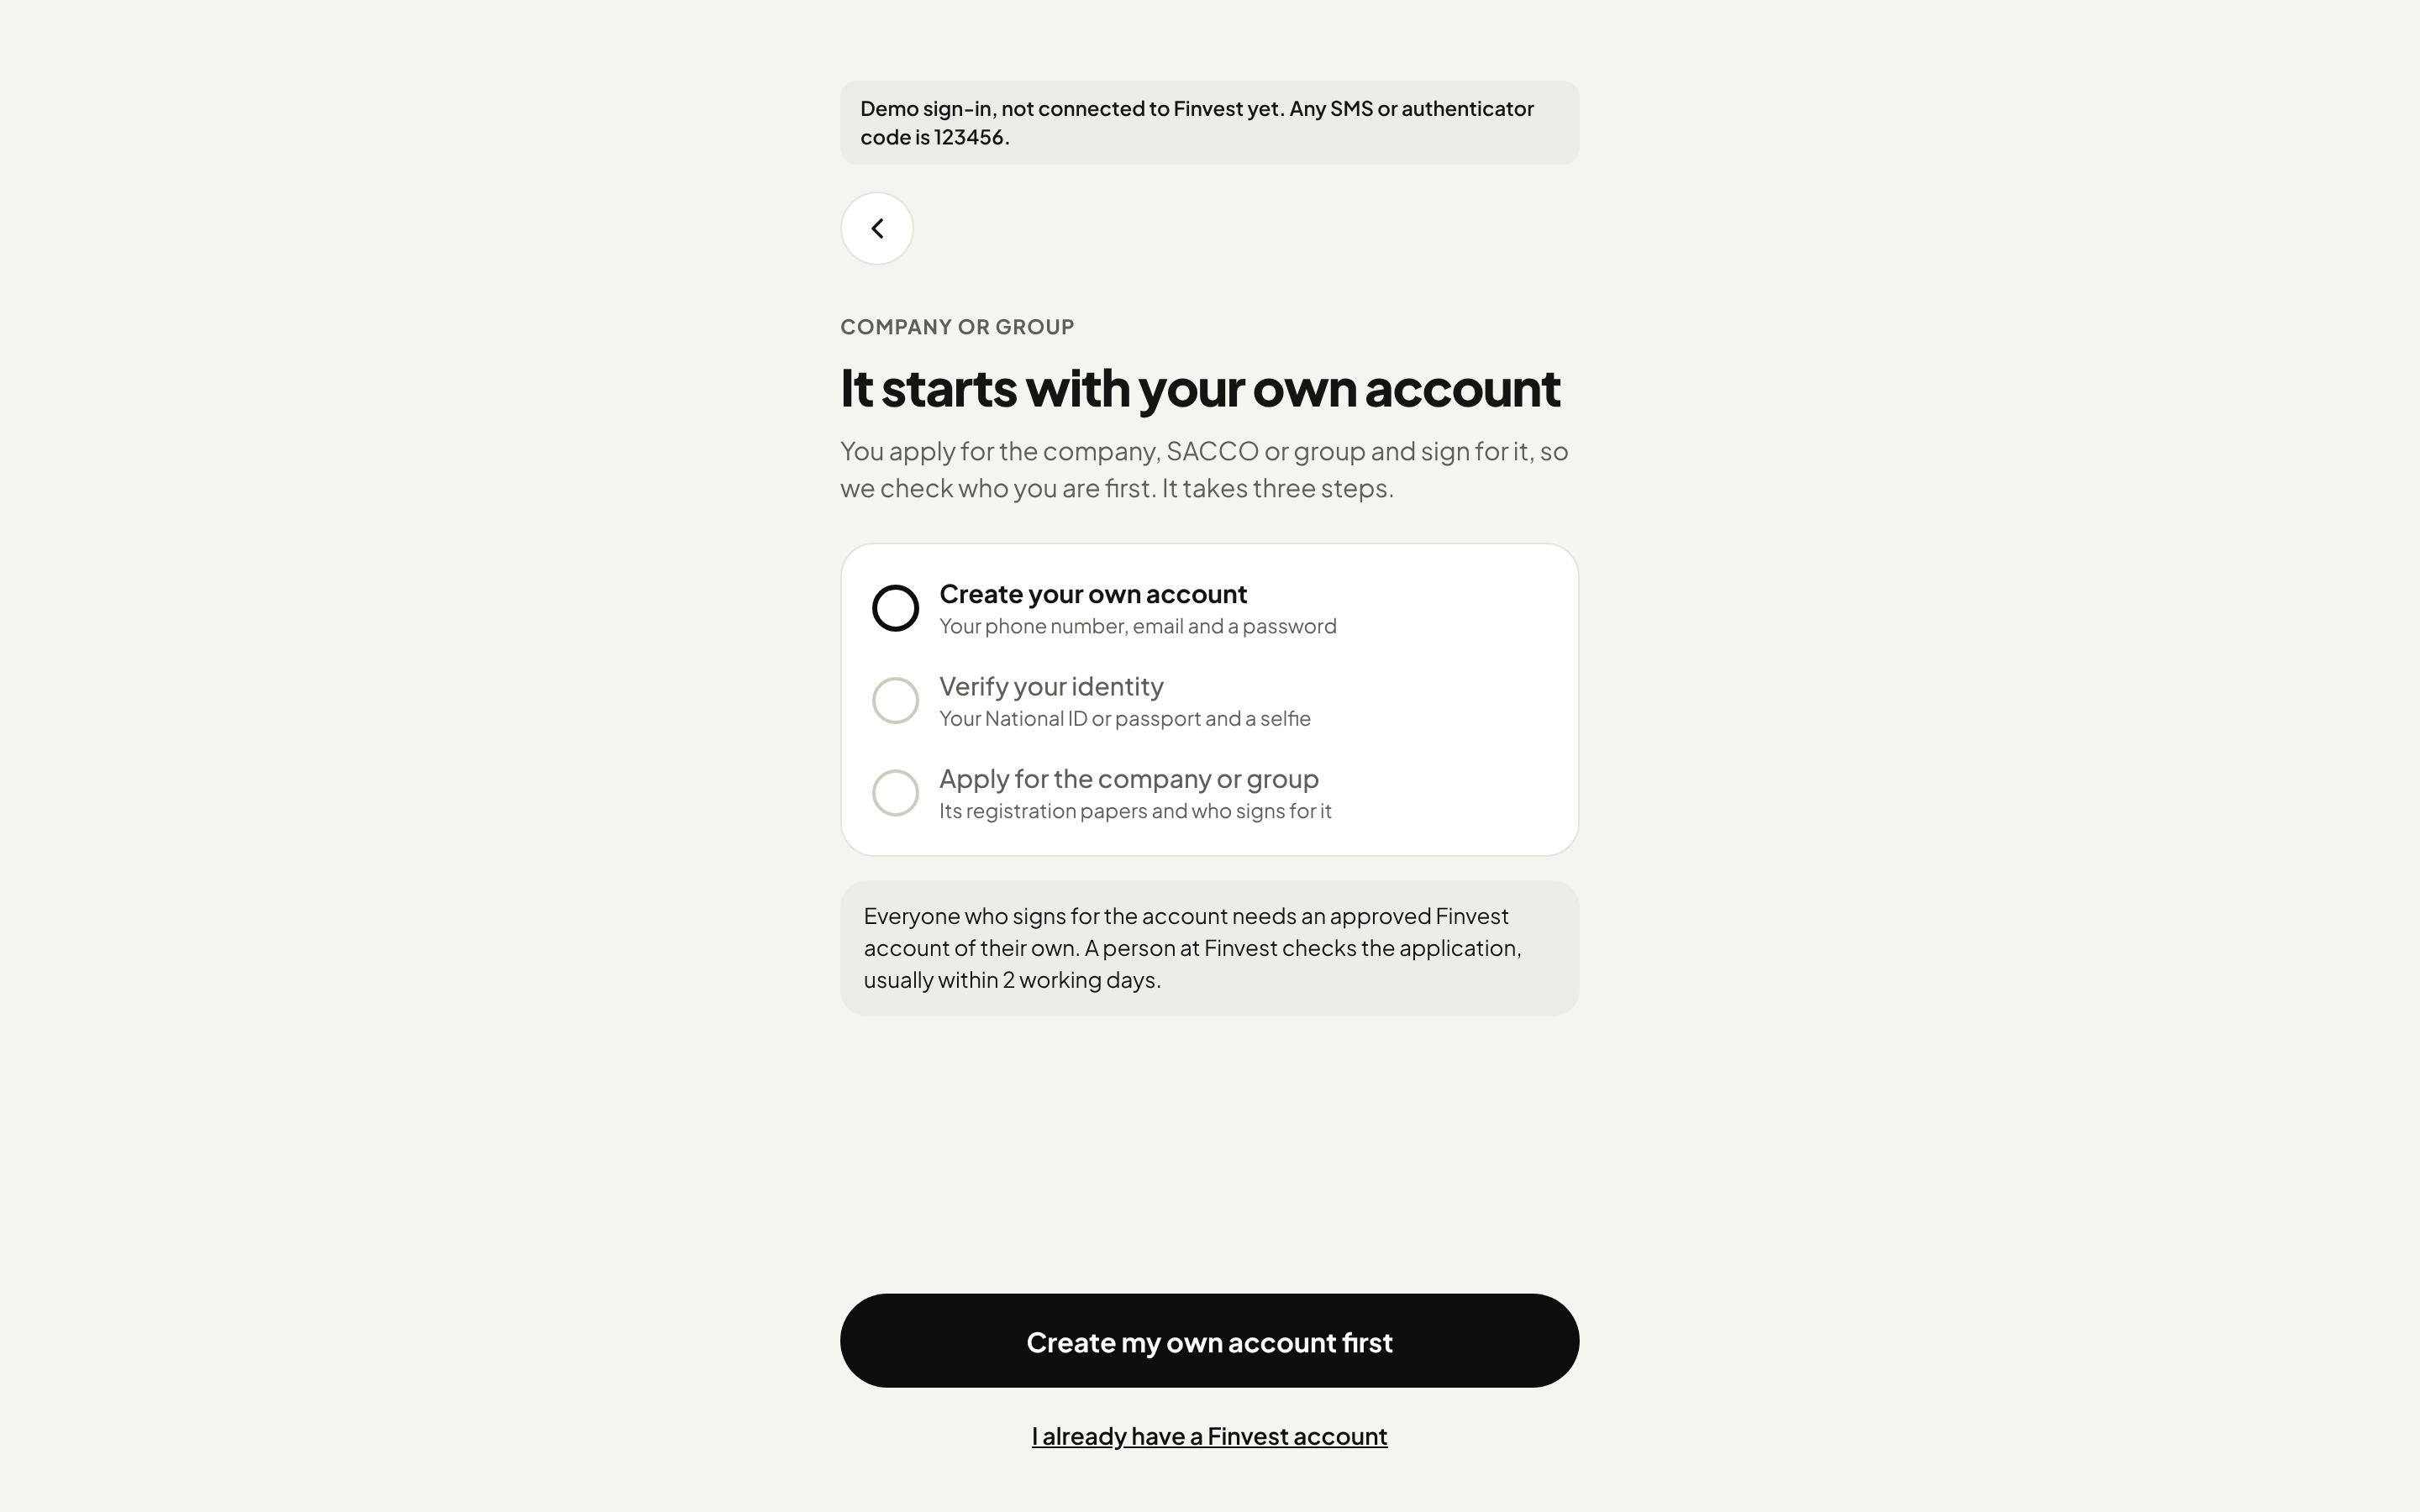 Demo sign-in, not connected to Finvest yet. Any SMS or authenticator
code is 123456.
COMPANY OR GROUP
It starts with your own account
You apply for the company, SACCO or group and sign for it, so
we check who you are first. It takes three steps.
Create your own account
Your phone number, email and a password
Verify your identity
Your National ID or passport and a selfie
Apply for the company or group
Its registration papers and who signs for it
Everyone who signs for the account needs an approved Finvest
account of their own. A person at Finvest checks the application,
usually within 2 working days.
Create my own account first
I already have a Finvest account